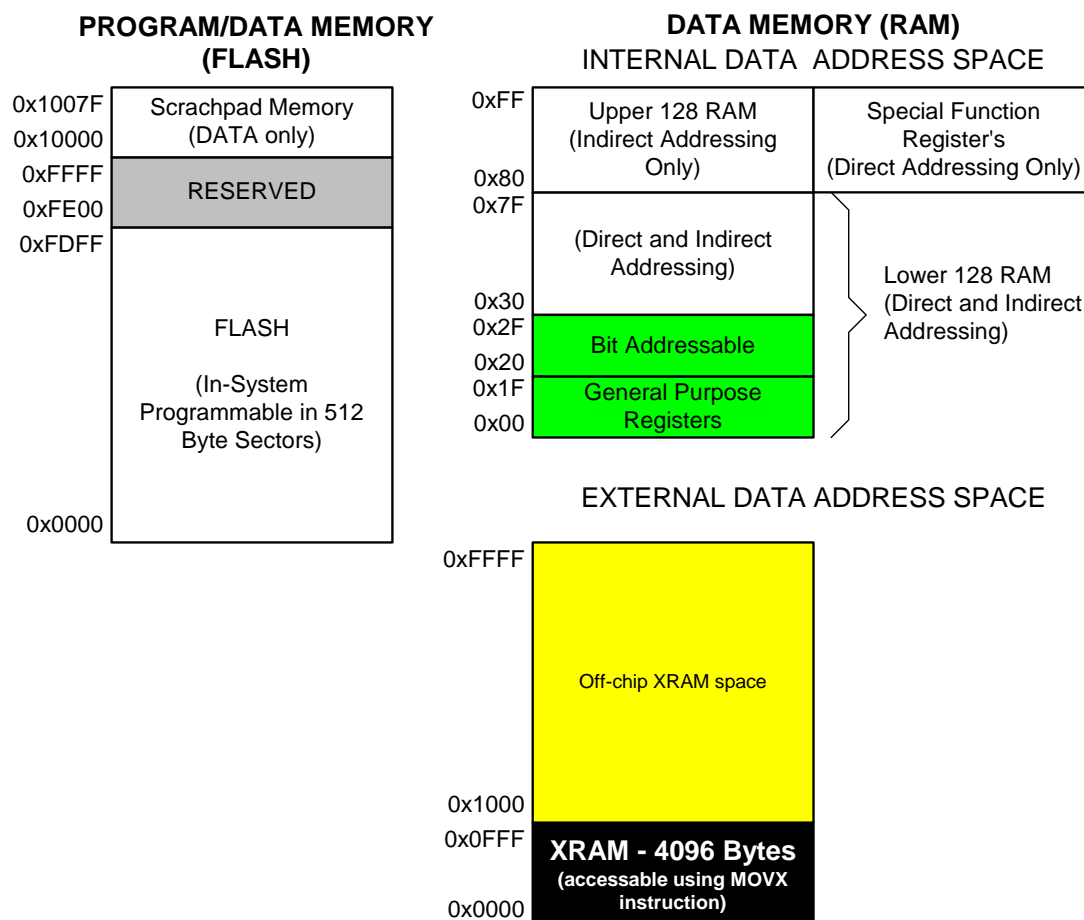 PROGRAM/DATA MEMORY
(FLASH)
0x1007F
0x10000
Scrachpad Memory
(DATA only)
0xFFFF
0xFE00
RESERVED
0xFDFF
FLASH
(In-System
Programmable in 512
Byte Sectors)
0x0000
DATA MEMORY (RAM)
INTERNAL DATA ADDRESS SPACE
0xFF
0x80
Upper 128 RAM
(Indirect Addressing
Only)
Special Function
Register's
(Direct Addressing Only)
0x7F
(Direct and Indirect
Addressing)
0x30
0x2F
0x20
Bit Addressable
0x1F
0x00
General Purpose
Registers
Lower 128 RAM
(Direct and Indirect
Addressing)
EXTERNAL DATA ADDRESS SPACE
0xFFFF
Off-chip XRAM space
0x1000
0x0FFF
XRAM - 4096 Bytes
(accessable using MOVX
instruction)
0x0000